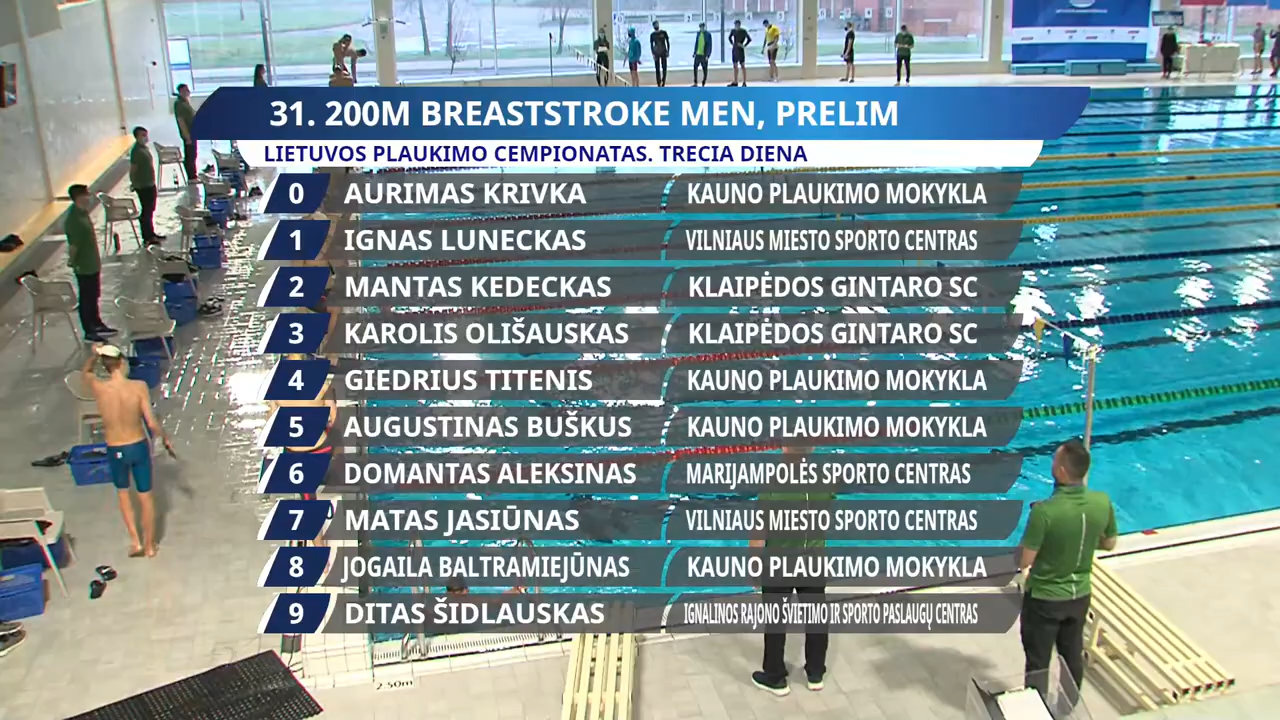 31. 200M BREASTSTROKE MEN, PRELIM
LIETUVOS PLAUKIMO CEMPIONATAS. TRECIA DIENA
0 AURIMAS KRIVKA KAUNO PLAUKIMO MOKYKLA
1 IGNAS LUNECKAS VILNIAUS MIESTO SPORTO CENTRAS
2 MANTAS KEDECKAS KLAIPĖDOS GINTARO SC
3 KAROLIS OLIŠAUSKAS KLAIPĖDOS GINTARO SC
4 GIEDRIUS TITENIS KAUNO PLAUKIMO MOKYKLA
5 AUGUSTINAS BUŠKUS KAUNO PLAUKIMO MOKYKLA
6 DOMANTAS ALEKSINAS MARIJAMPOLĖS SPORTO CENTRAS
7 MATAS JASIŪNAS VILNIAUS MIESTO SPORTO CENTRAS
8 JOGAILA BALTRAMIEJŪNAS KAUNO PLAUKIMO MOKYKLA
9 DITAS ŠIDLAUSKAS IGNALINOS RAJONO ŠVIETIMO IR SPORTO PASLAUGŲ CENTRAS
2-50m